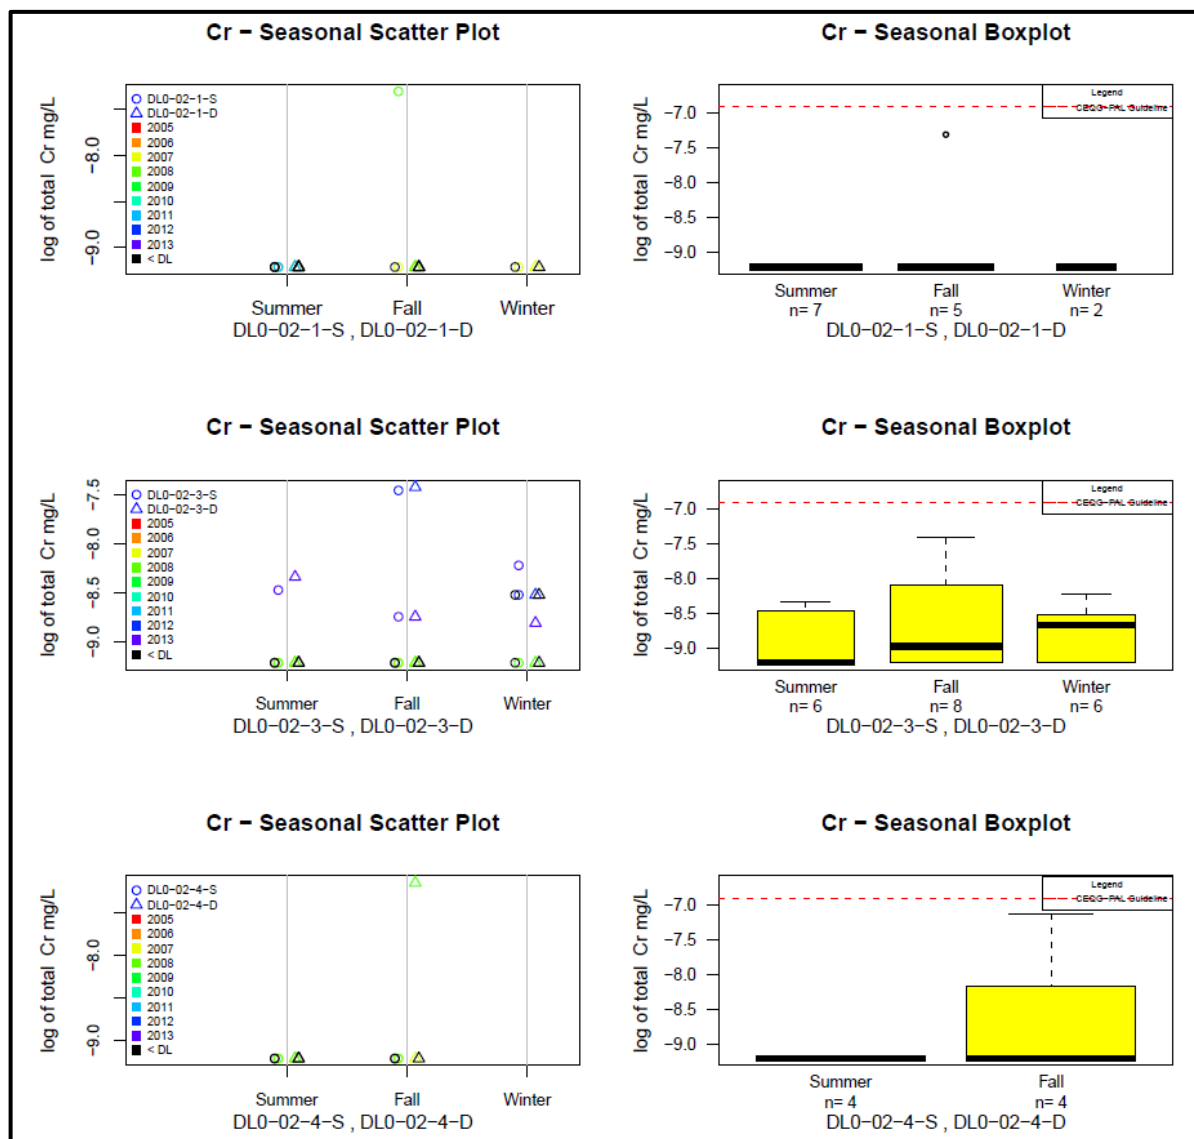 Cr − Seasonal Scatter Plot
log of total Cr mg/L
−8.0
−9.0
DL0−02−1−S
DL0−02−1−D
2005
2006
2007
2008
2009
2010
2011
2012
2013
< DL
Summer Fall Winter
DL0−02−1−S , DL0−02−1−D
Cr − Seasonal Boxplot
log of total Cr mg/L
−7.0
−7.5
−8.0
−8.5
−9.0
Legend
CEQG−PAL Guideline
Summer Fall Winter
n= 7 n= 5 n= 2
DL0−02−1−S , DL0−02−1−D
Cr − Seasonal Scatter Plot
log of total Cr mg/L
−7.5
−8.0
−8.5
−9.0
DL0−02−3−S
DL0−02−3−D
2005
2006
2007
2008
2009
2010
2011
2012
2013
< DL
Summer Fall Winter
DL0−02−3−S , DL0−02−3−D
Cr − Seasonal Boxplot
log of total Cr mg/L
−7.0
−7.5
−8.0
−8.5
−9.0
Legend
CEQG−PAL Guideline
Summer Fall Winter
n= 6 n= 8 n= 6
DL0−02−3−S , DL0−02−3−D
Cr − Seasonal Scatter Plot
log of total Cr mg/L
−8.0
−9.0
DL0−02−4−S
DL0−02−4−D
2005
2006
2007
2008
2009
2010
2011
2012
2013
< DL
Summer Fall Winter
DL0−02−4−S , DL0−02−4−D
Cr − Seasonal Boxplot
log of total Cr mg/L
−7.0
−7.5
−8.0
−8.5
−9.0
Legend
CEQG−PAL Guideline
Summer Fall
n= 4 n= 4
DL0−02−4−S , DL0−02−4−D